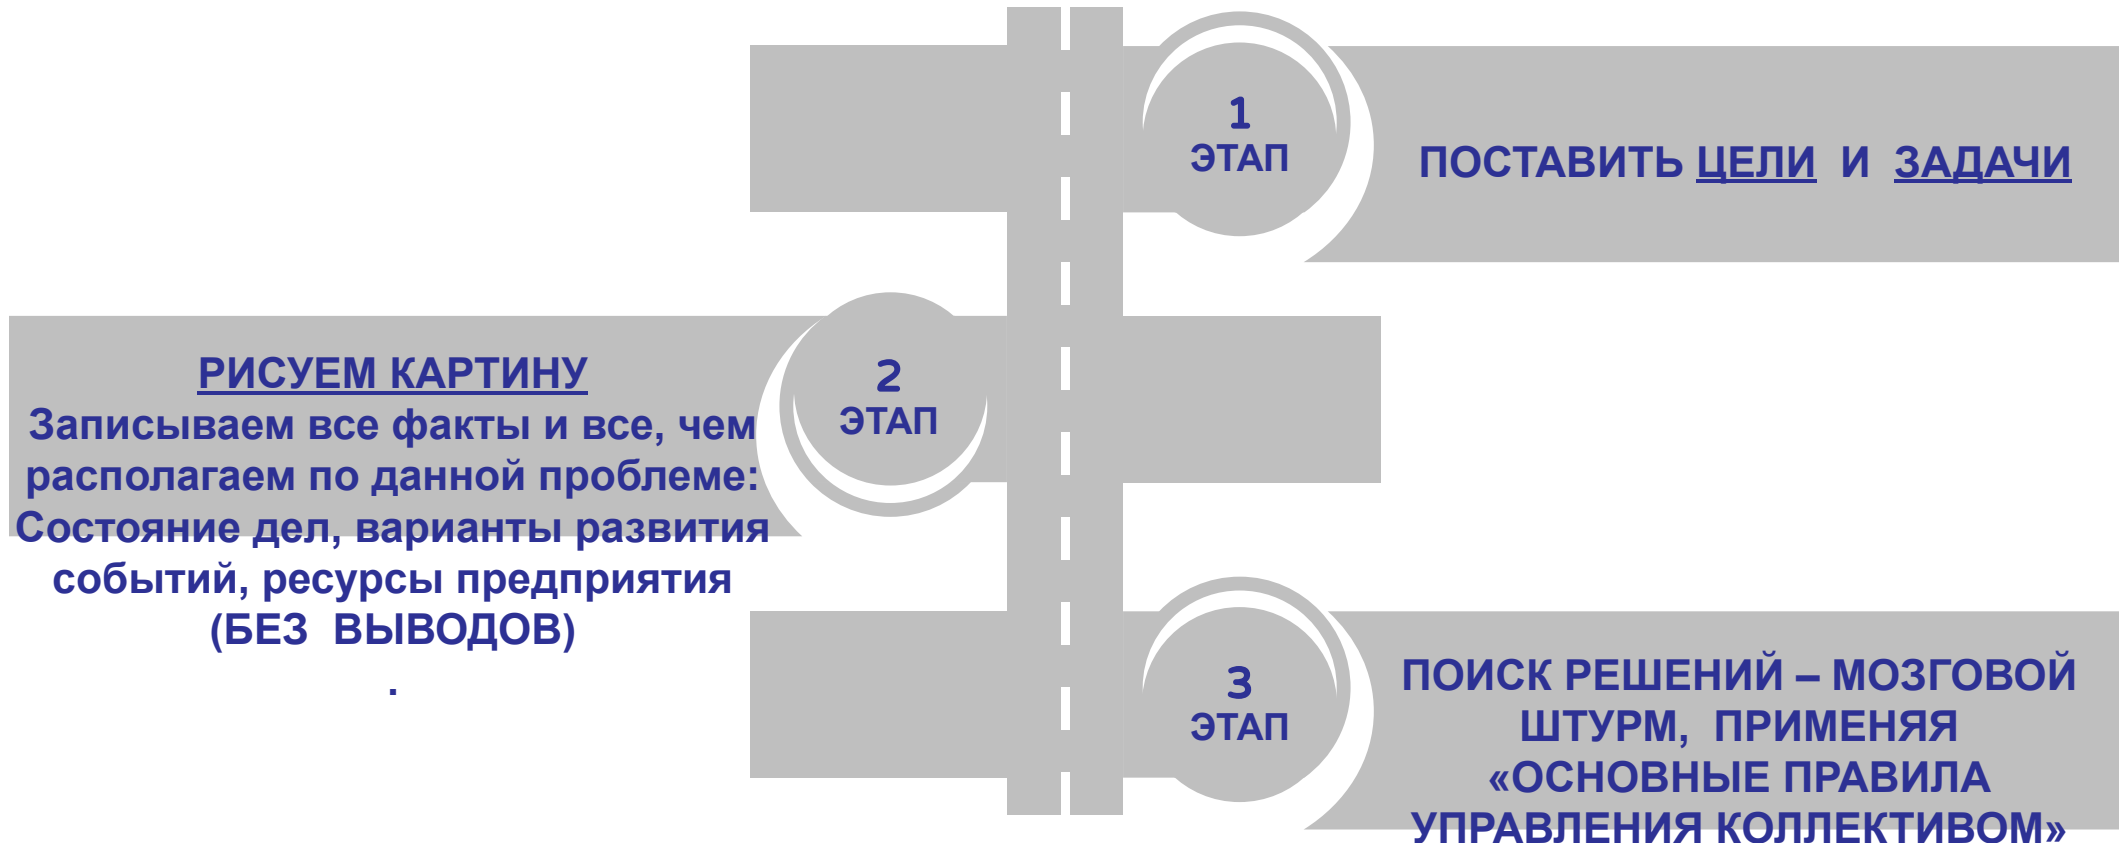 1
ЭТАП
ПОСТАВИТЬ ЦЕЛИ И ЗАДАЧИ
РИСУЕМ КАРТИНУ
Записываем все факты и все, чем
располагаем по данной проблеме:
Состояние дел, варианты развития
событий, ресурсы предприятия
(БЕЗ ВЫВОДОВ)
.
2
ЭТАП
3
ЭТАП
ПОИСК РЕШЕНИЙ – МОЗГОВОЙ
ШТУРМ, ПРИМЕНЯЯ
«ОСНОВНЫЕ ПРАВИЛА
УПРАВЛЕНИЯ КОЛЛЕКТИВОМ»